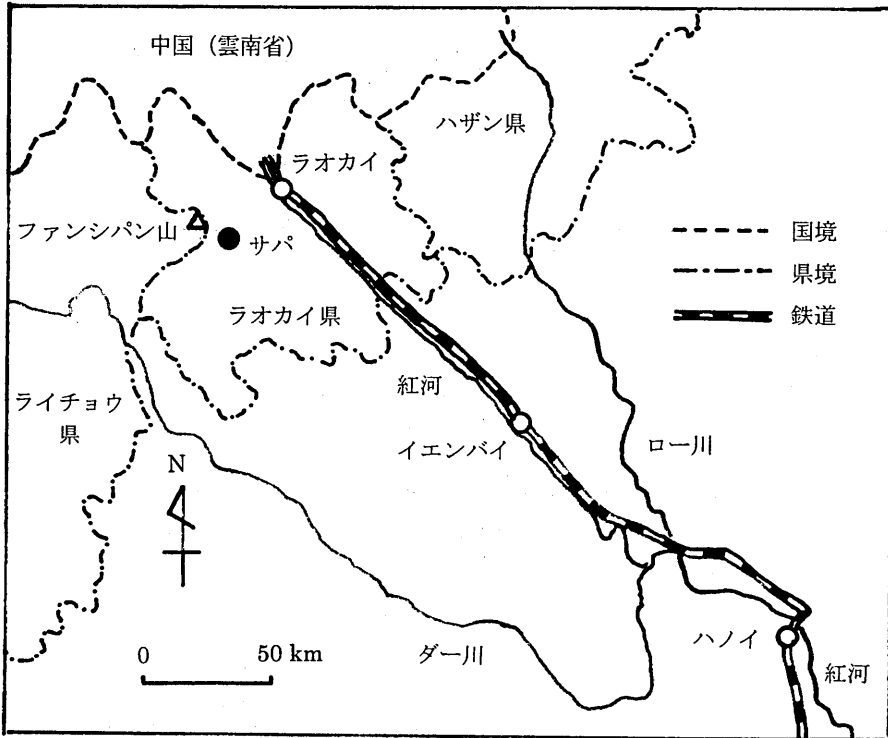 中国（雲南省）
ハザン県
ラオカイ
ファンシパン山
サパ
国境
県境
鉄道
ラオカイ県
紅河
ライチョウ
県
イエンバイ
ロー川
N
0 50 km
ダー川
ハノイ
紅河